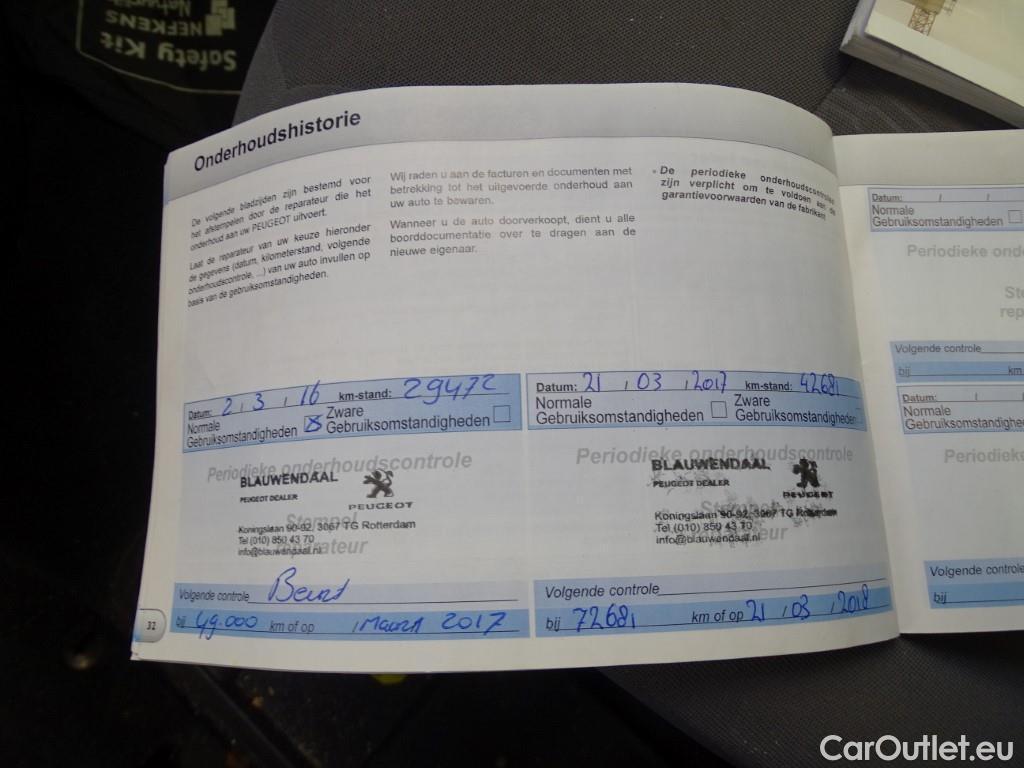 Safety Kit
NEFKENS
Onderhoudshistorie
De volgende bladzijden zijn bestemd voor
het afstempelen door de reparateur die het
onderhoud aan uw PEUGEOT uitvoert.
Laat de reparateur van uw keuze hieronder
de gegevens (datum, kilometerstand, volgende
onderhoudscontrole, ...) van uw auto invullen op
basis van de gebruiksomstandigheden.
Wij raden u aan de facturen en documenten met
betrekking tot het uitgevoerde onderhoud aan
uw auto te bewaren.
Wanneer u de auto doorverkoopt, dient u alle
boorddocumentatie over te dragen aan de
nieuwe eigenaar.
• De periodieke onderhoudscontroles
zijn verplicht om te voldoen aan de
garantievoorwaarden van de fabrikant.
Datum: 2 / 3 / 16 km-stand: 29472
Normale
Gebruiksomstandigheden
Zware
Gebruiksomstandigheden
Periodieke onderhoudscontrole
BLAUWENDAAL
PEUGEOT DEALER
PEUGEOT
Stempel
Koningslaan 90-92, 3067 TG Rotterdam
Tel (010) 850 43 70
info@blauwendaal.nl
Volgende controle
bij 49.000 km of op / Maart 2017
32
Datum: 21 / 03 / 2017 km-stand: 42681
Normale
Gebruiksomstandigheden
Zware
Gebruiksomstandigheden
Periodieke onderhoudscontrole
BLAUWENDAAL
PEUGEOT DEALER
PEUGEOT
Koningslaan 90-92, 3067 TG Rotterdam
Tel (010) 850 43 70
info@blauwendaal.nl
Volgende controle
bij 72681 km of op 21 / 03 / 2018
Datum: / /
Normale
Gebruiksomstandigheden
Periodieke ond
Ste
rep
Volgende controle
bij km
Datum: /
Normale
Gebruiksomstandigheden
Periodieke
Volgende contro
bij
CarOutlet.eu